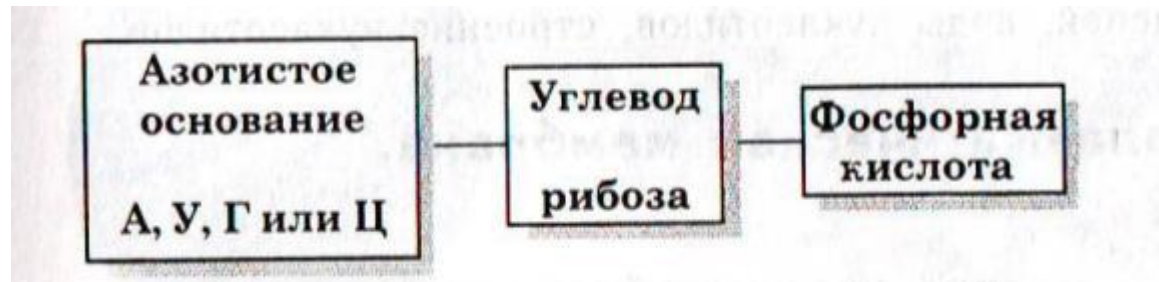 Азотистое
основание
А, У, Г или Ц
Углевод
рибоза
Фосфорная
кислота